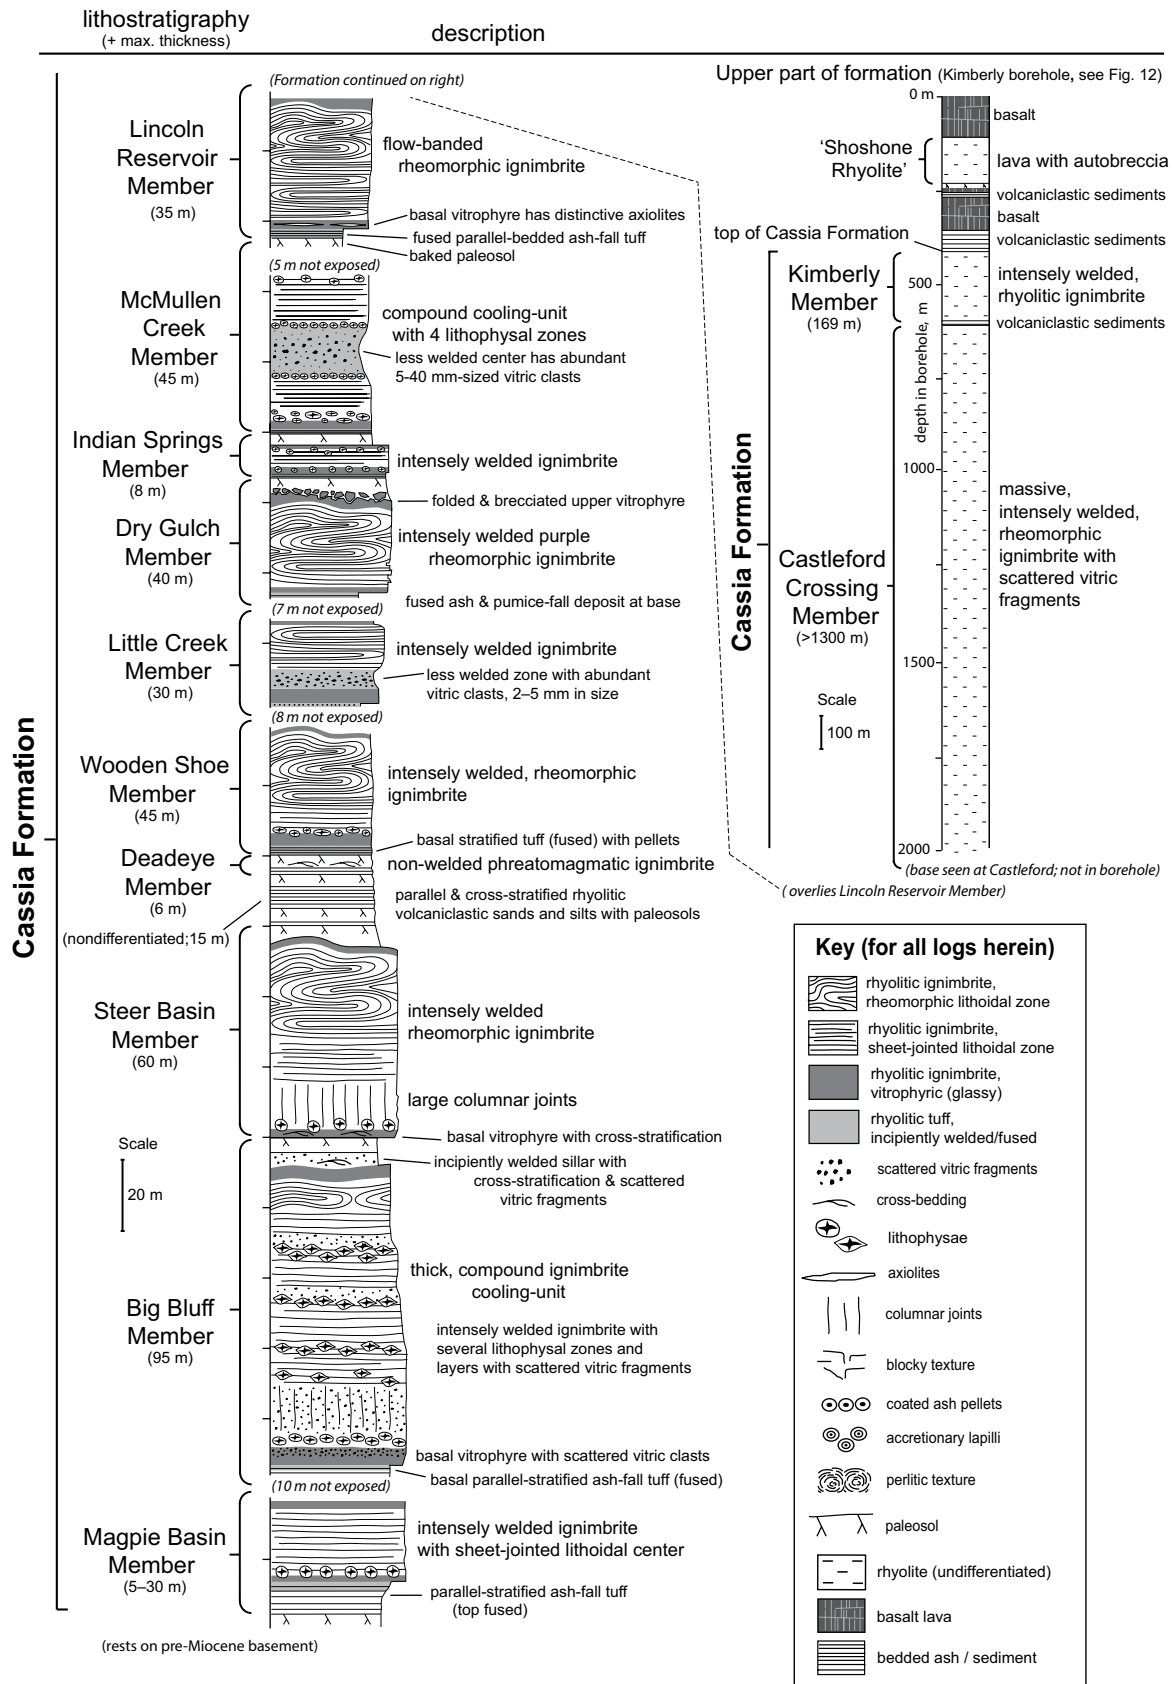 lithostratigraphy
(+ max. thickness)
description
(Formation continued on right)
Lincoln
Reservoir
Member
(35 m)
flow-banded
rheomorphic ignimbrite
basal vitrophyre has distinctive axiolites
fused parallel-bedded ash-fall tuff
baked paleosol
(5 m not exposed)
McMullen
Creek
Member
(45 m)
compound cooling-unit
with 4 lithophysal zones
less welded center has abundant
5-40 mm-sized vitric clasts
Indian Springs
Member
(8 m)
intensely welded ignimbrite
folded & brecciated upper vitrophyre
Dry Gulch
Member
(40 m)
intensely welded purple
rheomorphic ignimbrite
fused ash & pumice-fall deposit at base
(7 m not exposed)
Little Creek
Member
(30 m)
intensely welded ignimbrite
less welded zone with abundant
vitric clasts, 2–5 mm in size
(8 m not exposed)
Wooden Shoe
Member
(45 m)
intensely welded, rheomorphic
ignimbrite
basal stratified tuff (fused) with pellets
Deadeye
Member
(6 m)
non-welded phreatomagmatic ignimbrite
parallel & cross-stratified rhyolitic
volcaniclastic sands and silts with paleosols
(nondifferentiated;15 m)
Steer Basin
Member
(60 m)
intensely welded
rheomorphic ignimbrite
large columnar joints
basal vitrophyre with cross-stratification
Scale
20 m
incipiently welded sillar with
cross-stratification & scattered
vitric fragments
Big Bluff
Member
(95 m)
thick, compound ignimbrite
cooling-unit
intensely welded ignimbrite with
several lithophysal zones and
layers with scattered vitric fragments
basal vitrophyre with scattered vitric clasts
basal parallel-stratified ash-fall tuff (fused)
(10 m not exposed)
Magpie Basin
Member
(5–30 m)
intensely welded ignimbrite
with sheet-jointed lithoidal center
parallel-stratified ash-fall tuff
(top fused)
(rests on pre-Miocene basement)
Cassia Formation
Upper part of formation (Kimberly borehole, see Fig. 12)
0 m
basalt
‘Shoshone
Rhyolite’
lava with autobreccia
volcaniclastic sediments
basalt
top of Cassia Formation
volcaniclastic sediments
Kimberly
Member
(169 m)
500
intensely welded,
rhyolitic ignimbrite
volcaniclastic sediments
depth in borehole, m
1000
Cassia Formation
massive,
intensely welded,
rheomorphic
ignimbrite with
scattered vitric
fragments
Castleford
Crossing
Member
(>1300 m)
1500
Scale
100 m
2000
(base seen at Castleford; not in borehole)
( overlies Lincoln Reservoir Member)
Key (for all logs herein)
rhyolitic ignimbrite,
rheomorphic lithoidal zone
rhyolitic ignimbrite,
sheet-jointed lithoidal zone
rhyolitic ignimbrite,
vitrophyric (glassy)
rhyolitic tuff,
incipiently welded/fused
scattered vitric fragments
cross-bedding
lithophysae
axiolites
columnar joints
blocky texture
coated ash pellets
accretionary lapilli
perlitic texture
paleosol
rhyolite (undifferentiated)
basalt lava
bedded ash / sediment